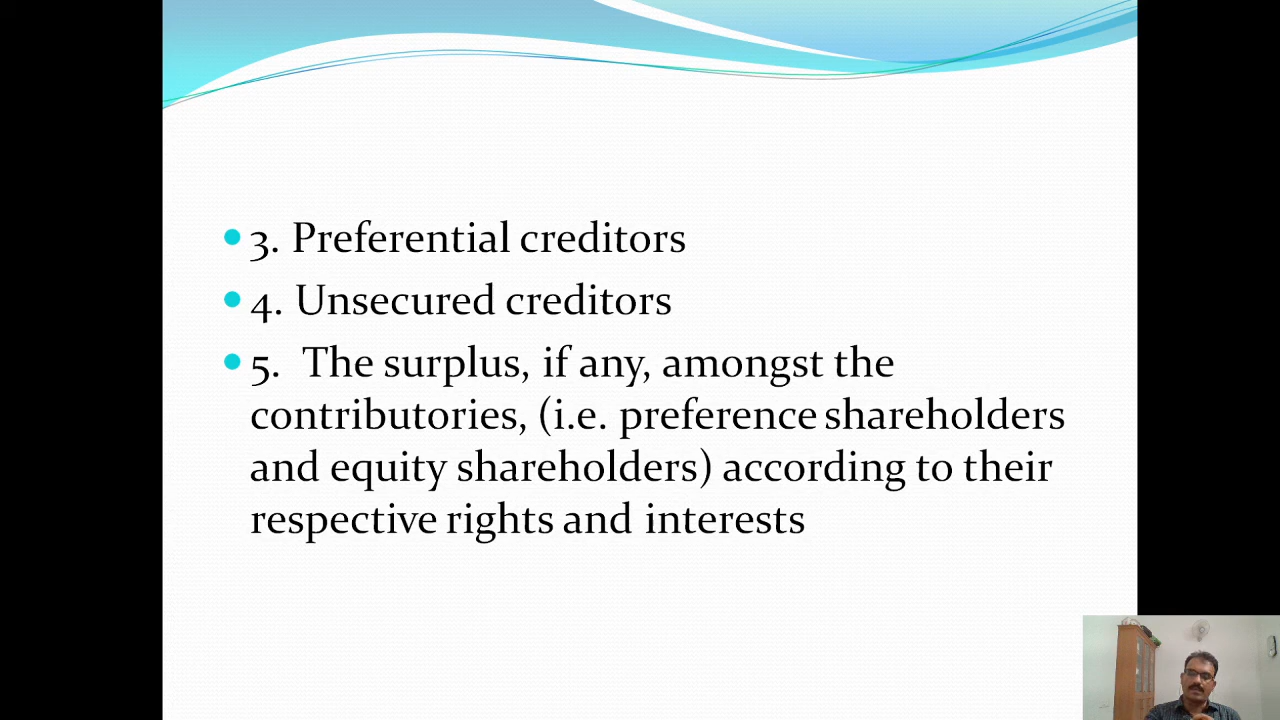 3. Preferential creditors
4. Unsecured creditors
5. The surplus, if any, amongst the
contributories, (i.e. preference shareholders
and equity shareholders) according to their
respective rights and interests